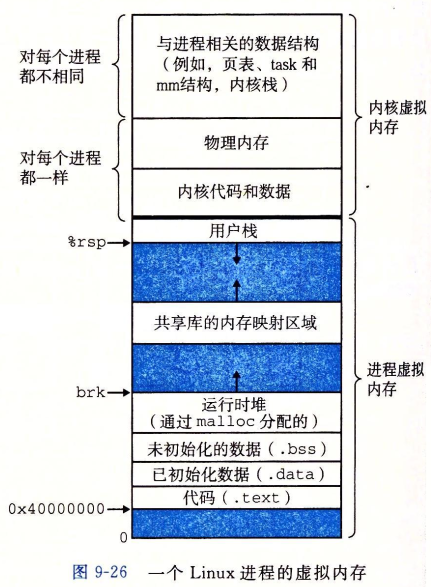 对每个进程
都不相同
与进程相关的数据结构
（例如，页表、task 和
mm结构，内核栈）
内核虚拟
内存
对每个进程
都一样
物理内存
内核代码和数据
用户栈
%rsp
共享库的内存映射区域
进程虚拟
内存
brk
运行时堆
（通过 malloc 分配的）
未初始化的数据（.bss）
已初始化数据（.data）
代码（.text）
0x40000000
0
图 9-26 一个 Linux 进程的虚拟内存